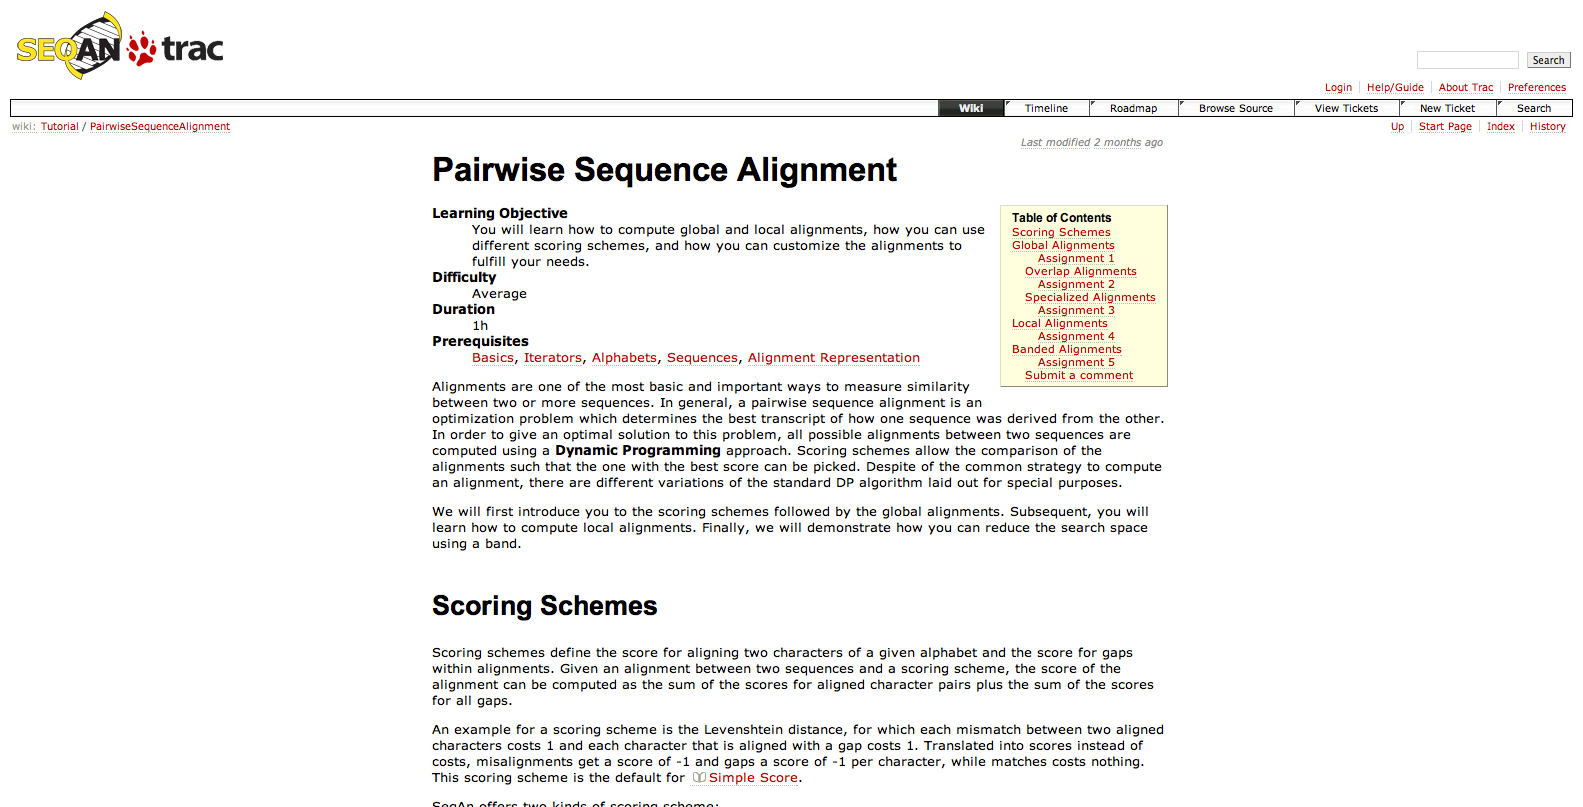 SEQAN trac
Search
Login Help/Guide About Trac Preferences
Wiki Timeline Roadmap Browse Source View Tickets New Ticket Search
wiki: Tutorial / PairwiseSequenceAlignment
Up Start Page Index History
Last modified 2 months ago
Pairwise Sequence Alignment
Learning Objective
You will learn how to compute global and local alignments, how you can use
different scoring schemes, and how you can customize the alignments to
fulfill your needs.
Difficulty
Average
Duration
1h
Prerequisites
Basics, Iterators, Alphabets, Sequences, Alignment Representation
Table of Contents
Scoring Schemes
Global Alignments
Assignment 1
Overlap Alignments
Assignment 2
Specialized Alignments
Assignment 3
Local Alignments
Assignment 4
Banded Alignments
Assignment 5
Submit a comment
Alignments are one of the most basic and important ways to measure similarity
between two or more sequences. In general, a pairwise sequence alignment is an
optimization problem which determines the best transcript of how one sequence was derived from the other.
In order to give an optimal solution to this problem, all possible alignments between two sequences are
computed using a Dynamic Programming approach. Scoring schemes allow the comparison of the
alignments such that the one with the best score can be picked. Despite of the common strategy to compute
an alignment, there are different variations of the standard DP algorithm laid out for special purposes.
We will first introduce you to the scoring schemes followed by the global alignments. Subsequent, you will
learn how to compute local alignments. Finally, we will demonstrate how you can reduce the search space
using a band.
Scoring Schemes
Scoring schemes define the score for aligning two characters of a given alphabet and the score for gaps
within alignments. Given an alignment between two sequences and a scoring scheme, the score of the
alignment can be computed as the sum of the scores for aligned character pairs plus the sum of the scores
for all gaps.
An example for a scoring scheme is the Levenshtein distance, for which each mismatch between two aligned
characters costs 1 and each character that is aligned with a gap costs 1. Translated into scores instead of
costs, misalignments get a score of -1 and gaps a score of -1 per character, while matches costs nothing.
This scoring scheme is the default for Simple Score.
SeqAn offers two kinds of scoring scheme: